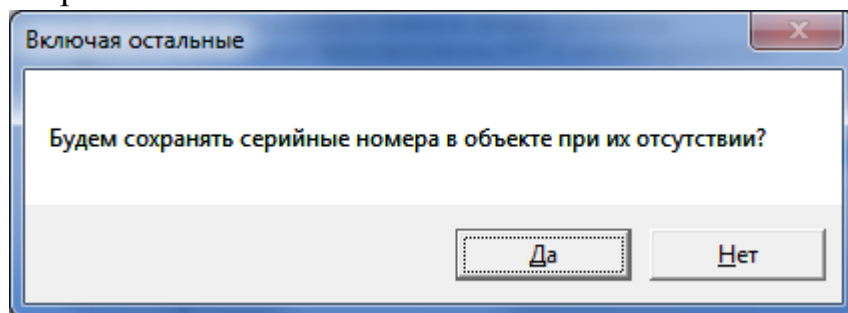 Включая остальные
Будем сохранять серийные номера в объекте при их отсутствии?
Да
Нет